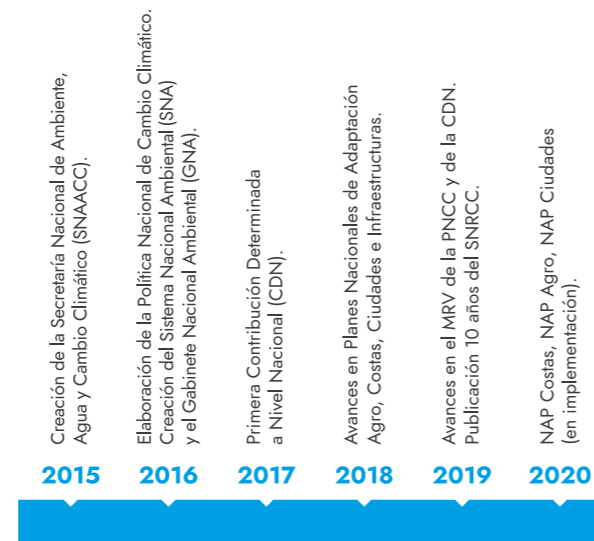 Creación de la Secretaría Nacional de Ambiente,
Agua y Cambio Climático (SNAACC).
2015
Elaboración de la Política Nacional de Cambio Climático.
Creación del Sistema Nacional Ambiental (SNA)
y el Gabinete Nacional Ambiental (GNA).
2016
Primera Contribución Determinada
a Nivel Nacional (CDN).
2017
Avances en Planes Nacionales de Adaptación
Agro, Costas, Ciudades e Infraestructuras.
2018
Avances en el MRV de la PNCC y de la CDN.
Publicación 10 años del SNRCC.
2019
NAP Costas, NAP Agro, NAP Ciudades
(en implementación).
2020